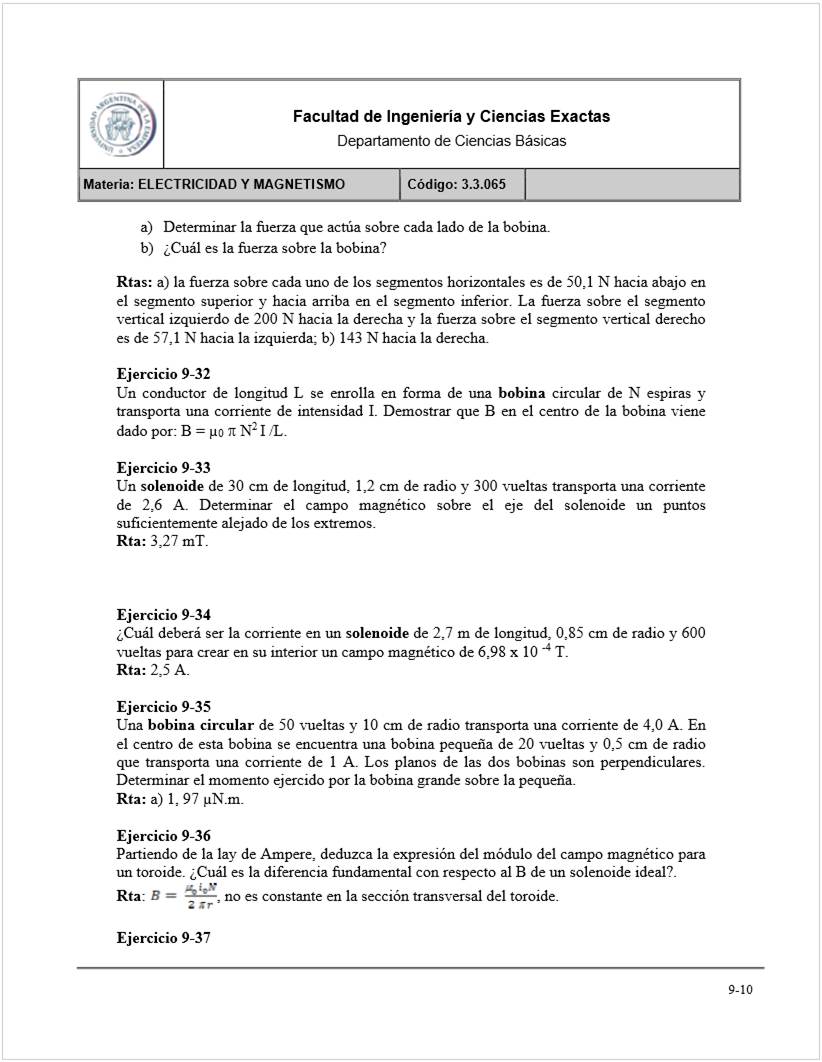 UNIVERSIDAD ARGENTINA DE LA EMPRESA
Facultad de Ingeniería y Ciencias Exactas
Departamento de Ciencias Básicas
Materia: ELECTRICIDAD Y MAGNETISMO Código: 3.3.065
a) Determinar la fuerza que actúa sobre cada lado de la bobina.
b) ¿Cuál es la fuerza sobre la bobina?
Rtas: a) la fuerza sobre cada uno de los segmentos horizontales es de 50,1 N hacia abajo en
el segmento superior y hacia arriba en el segmento inferior. La fuerza sobre el segmento
vertical izquierdo de 200 N hacia la derecha y la fuerza sobre el segmento vertical derecho
es de 57,1 N hacia la izquierda; b) 143 N hacia la derecha.
Ejercicio 9-32
Un conductor de longitud L se enrolla en forma de una bobina circular de N espiras y
transporta una corriente de intensidad I. Demostrar que B en el centro de la bobina viene
dado por: B = μ₀ π N² I /L.
Ejercicio 9-33
Un solenoide de 30 cm de longitud, 1,2 cm de radio y 300 vueltas transporta una corriente
de 2,6 A. Determinar el campo magnético sobre el eje del solenoide un puntos
suficientemente alejado de los extremos.
Rta: 3,27 mT.
Ejercicio 9-34
¿Cuál deberá ser la corriente en un solenoide de 2,7 m de longitud, 0,85 cm de radio y 600
vueltas para crear en su interior un campo magnético de 6,98 x 10 ⁻⁴ T.
Rta: 2,5 A.
Ejercicio 9-35
Una bobina circular de 50 vueltas y 10 cm de radio transporta una corriente de 4,0 A. En
el centro de esta bobina se encuentra una bobina pequeña de 20 vueltas y 0,5 cm de radio
que transporta una corriente de 1 A. Los planos de las dos bobinas son perpendiculares.
Determinar el momento ejercido por la bobina grande sobre la pequeña.
Rta: a) 1, 97 μN.m.
Ejercicio 9-36
Partiendo de la lay de Ampere, deduzca la expresión del módulo del campo magnético para
un toroide. ¿Cuál es la diferencia fundamental con respecto al B de un solenoide ideal?.
Rta: B = μ₀ i₀ N / 2 π r, no es constante en la sección transversal del toroide.
Ejercicio 9-37
9-10